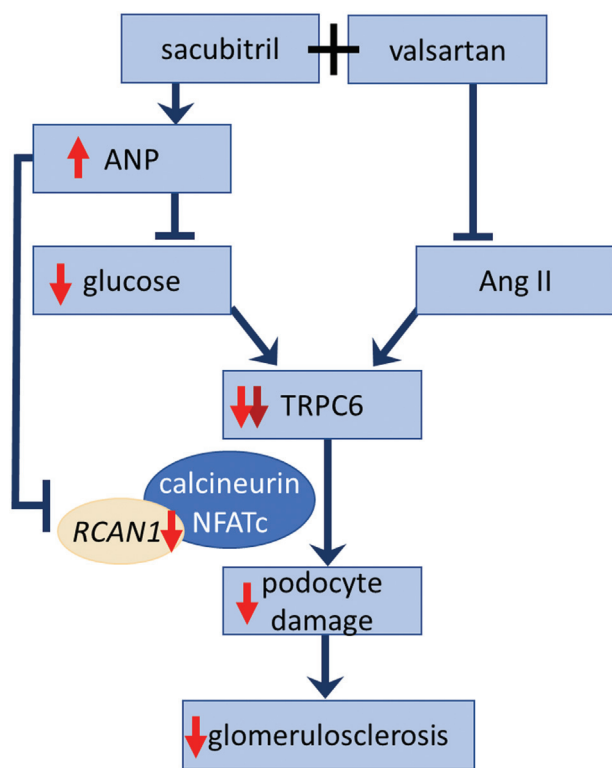 sacubitril + valsartan
ANP
glucose
Ang II
TRPC6
calcineurin
NFATc
RCAN1
podocyte
damage
glomerulosclerosis